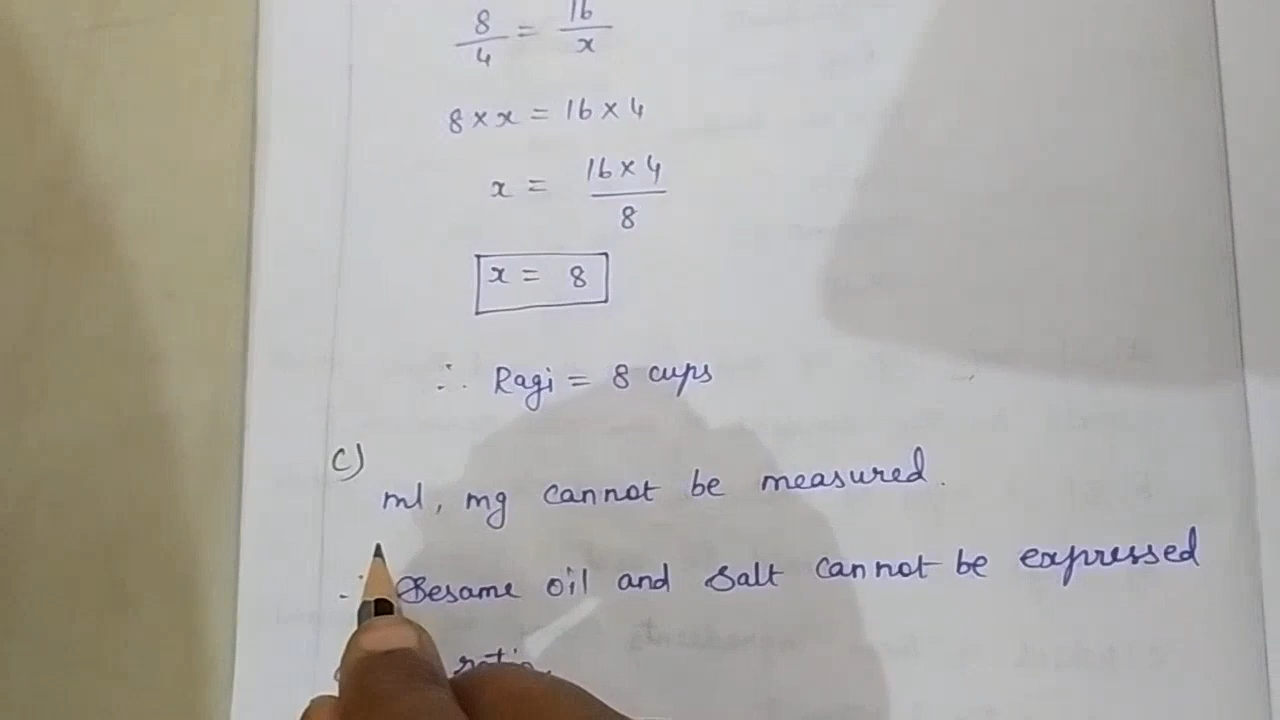 8/4 = 16/x
8 × x = 16 × 4
x = 16 × 4 / 8
x = 8
∴ Ragi = 8 cups
c)
ml, mg cannot be measured.
∴ Sesame oil and salt cannot be expressed
ratio.